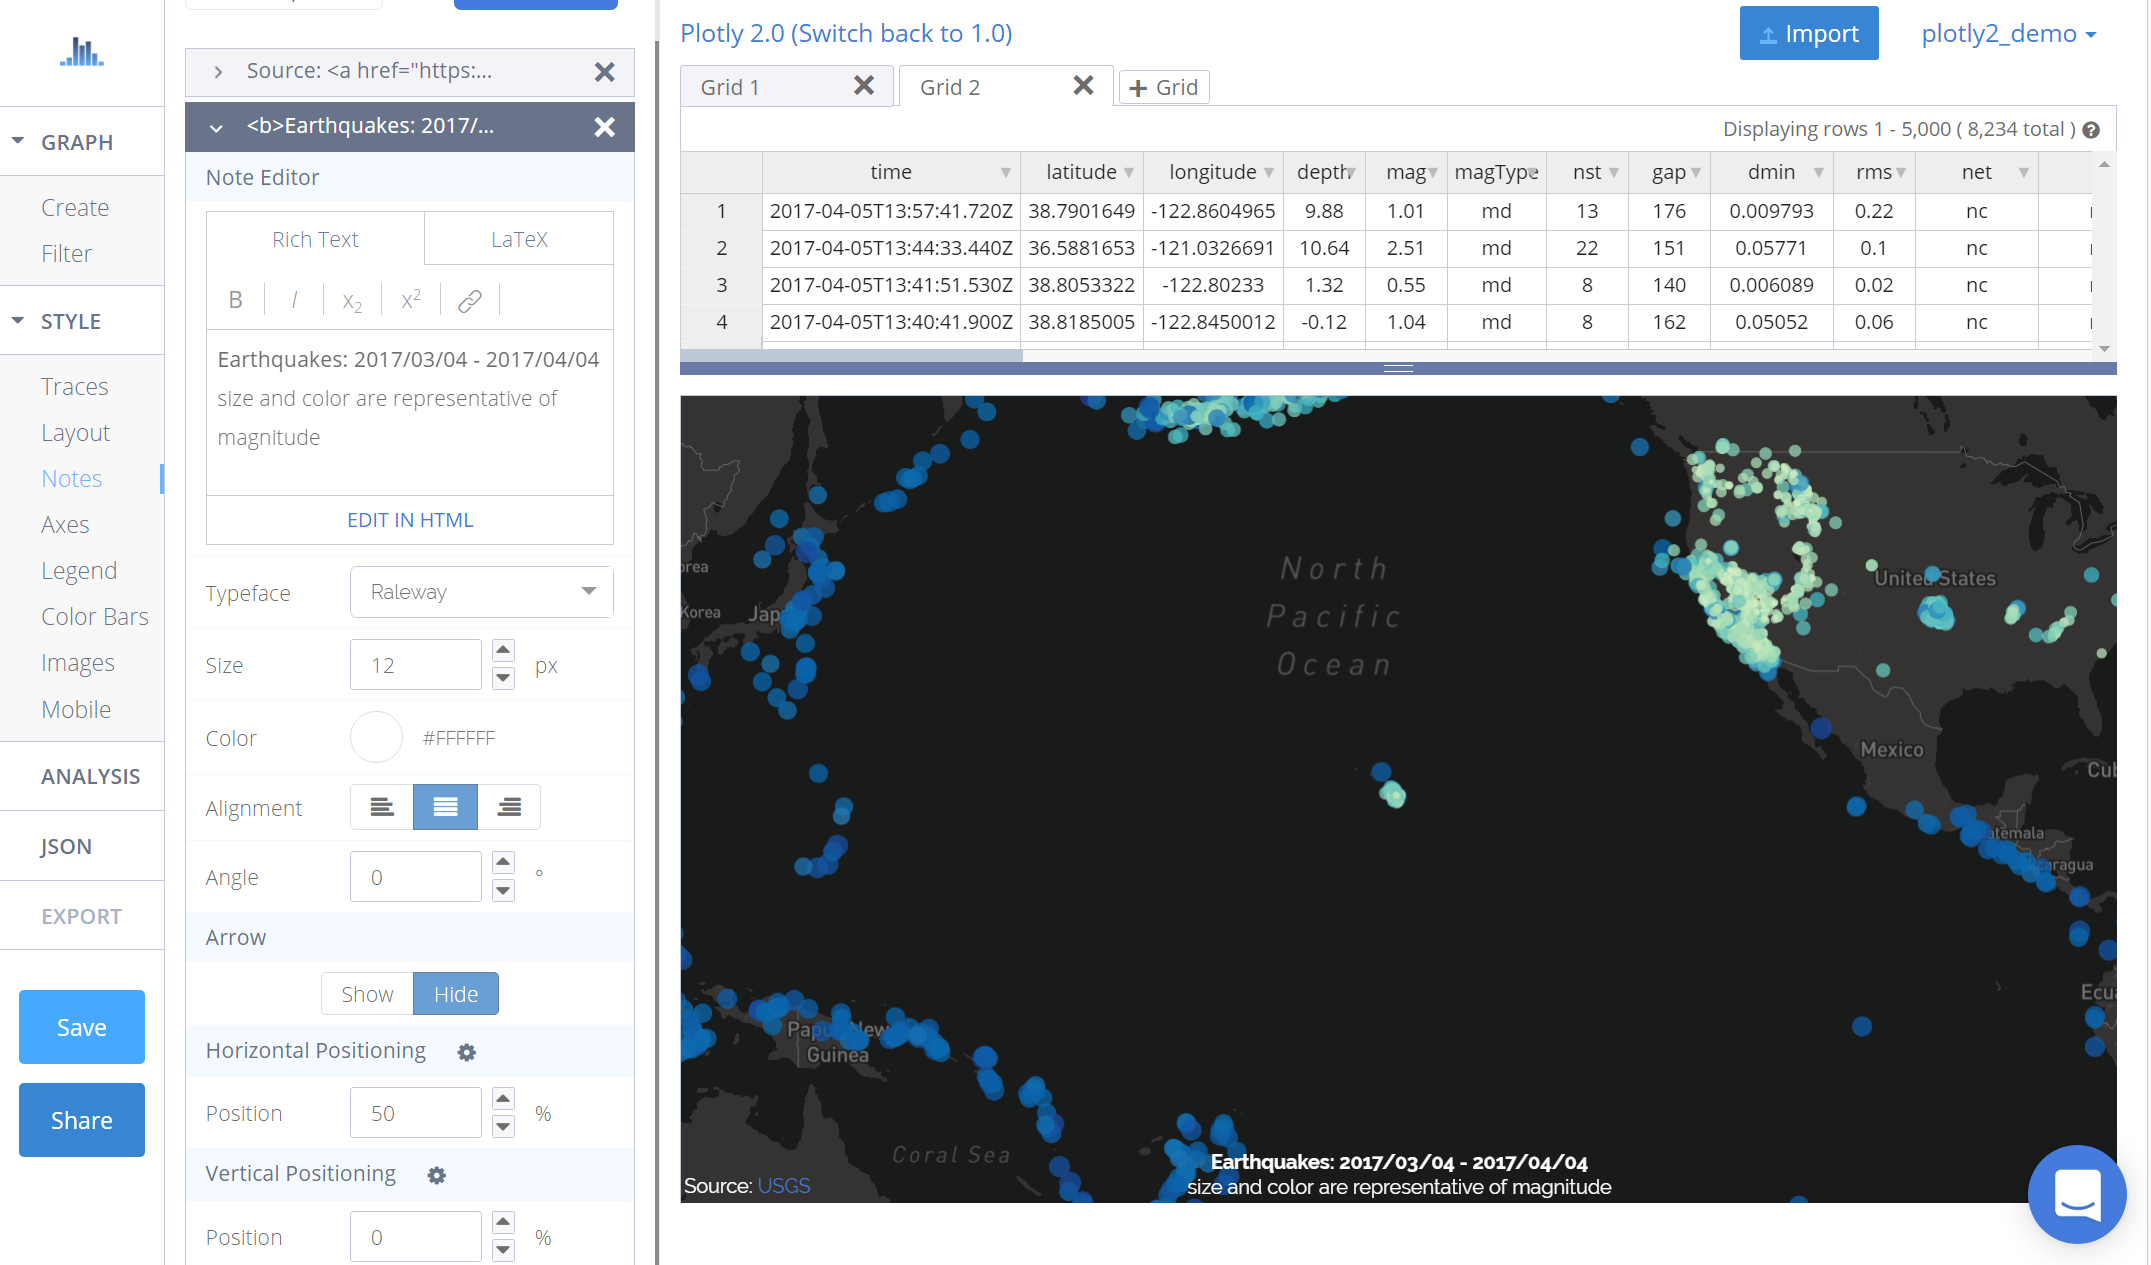 GRAPH
Create
Filter
STYLE
Traces
Layout
Notes
Axes
Legend
Color Bars
Images
Mobile
ANALYSIS
JSON
EXPORT
Save
Share
Source: <a href="https:...
<b>Earthquakes: 2017/...
Note Editor
Rich Text LaTeX
B I x₂ x²
Earthquakes: 2017/03/04 - 2017/04/04
size and color are representative of
magnitude
EDIT IN HTML
Typeface Raleway
Size 12 px
Color #FFFFFF
Alignment
Angle 0 °
Arrow
Show Hide
Horizontal Positioning
Position 50 %
Vertical Positioning
Position 0 %
Plotly 2.0 (Switch back to 1.0)
Import
plotly2_demo
Grid 1 Grid 2 + Grid
Displaying rows 1 - 5,000 ( 8,234 total )
time latitude longitude depth mag magType nst gap dmin rms net
1 2017-04-05T13:57:41.720Z 38.7901649 -122.8604965 9.88 1.01 md 13 176 0.009793 0.22 nc
2 2017-04-05T13:44:33.440Z 36.5881653 -121.0326691 10.64 2.51 md 22 151 0.05771 0.1 nc
3 2017-04-05T13:41:51.530Z 38.8053322 -122.80233 1.32 0.55 md 8 140 0.006089 0.02 nc
4 2017-04-05T13:40:41.900Z 38.8185005 -122.8450012 -0.12 1.04 md 8 162 0.05052 0.06 nc
North
Pacific
Ocean
United States
Korea
Mexico
Papua New
Guinea
Coral Sea
Earthquakes: 2017/03/04 - 2017/04/04
size and color are representative of magnitude
Source: USGS